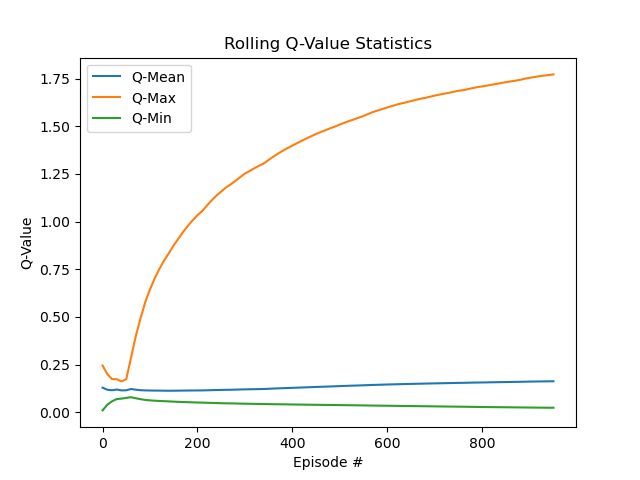 Rolling Q-Value Statistics
Q-Mean
Q-Max
Q-Min
1.75
1.50
1.25
1.00
0.75
0.50
0.25
0.00
Q-Value
0 200 400 600 800
Episode #